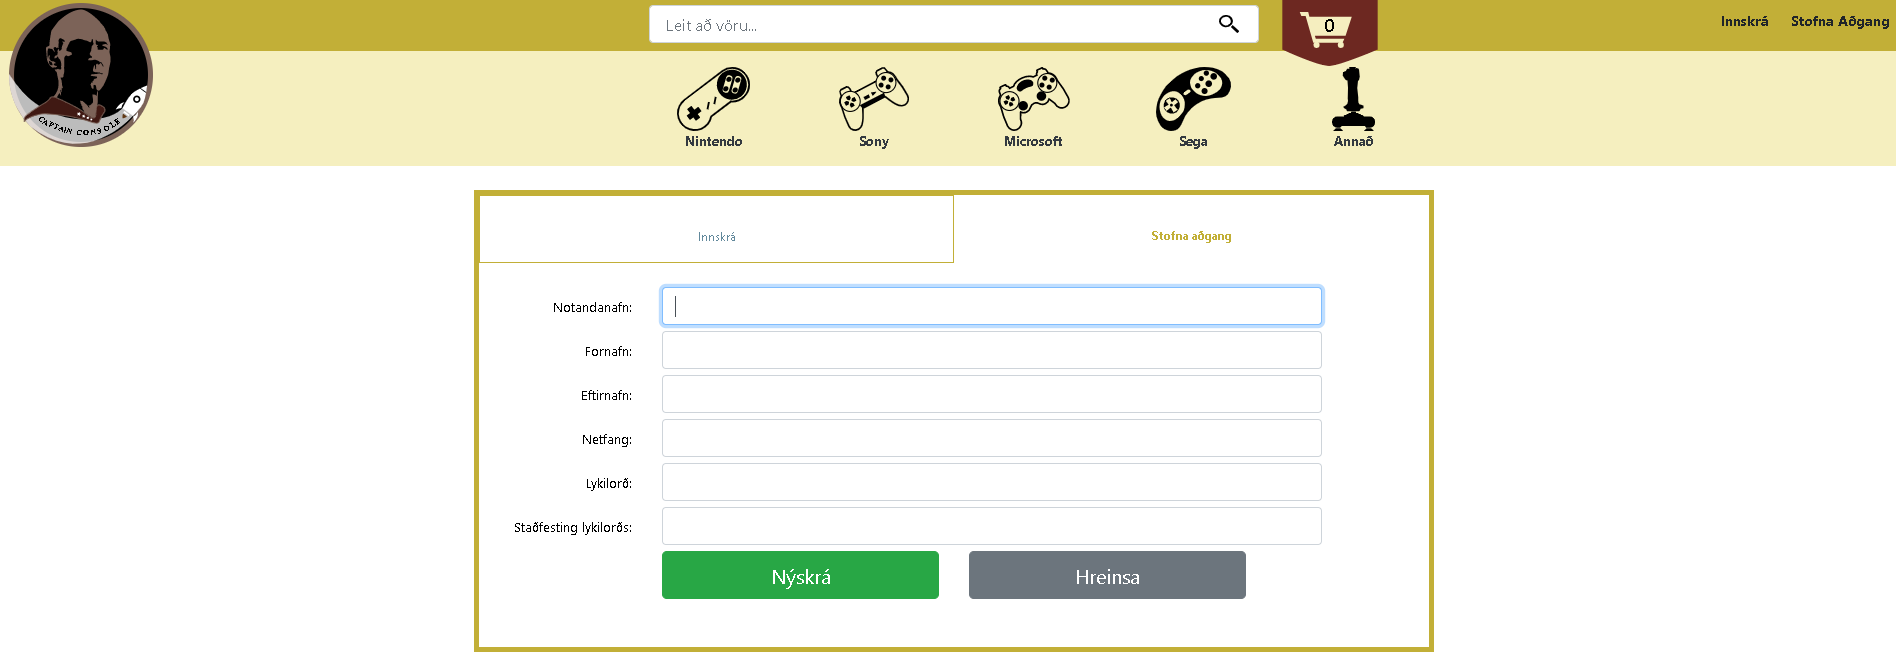 Leit að vöru...
0
Innskrá
Stofna Aðgang
CAPTAIN CONSOLE
Nintendo
Sony
Microsoft
Sega
Annað
Innskrá
Stofna aðgang
Notandanafn:
Fornafn:
Eftirnafn:
Netfang:
Lykilorð:
Staðfesting lykilorðs:
Nýskrá
Hreinsa